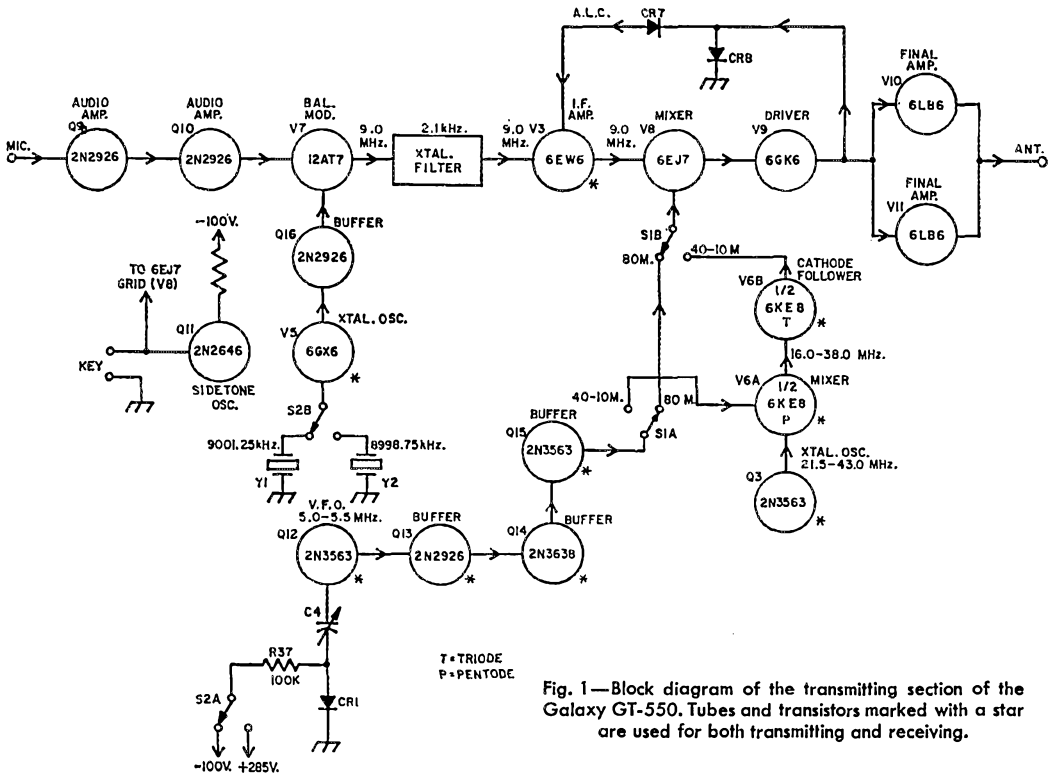 A.L.C.
CR7
CR8
AUDIO
AMP.
Q9
2N2926
MIC.
AUDIO
AMP.
Q10
2N2926
BAL.
MOD.
V7
12AT7
9.0
MHz.
2.1kHz.
XTAL.
FILTER
9.0
MHz.
I.F.
AMP.
V3
6EW6
*
9.0
MHz.
MIXER
V8
6EJ7
DRIVER
V9
6GK6
FINAL
AMP.
V10
6LB6
ANT.
FINAL
AMP.
V11
6LB6
-100V.
TO 6EJ7
GRID (V8)
Q11
2N2646
KEY
SIDETONE
OSC.
BUFFER
Q16
2N2926
XTAL. OSC.
V5
6GX6
*
S2B
9001.25kHz.
8998.75kHz.
Y1
Y2
S1B
80M.
40-10 M
CATHODE
FOLLOWER
V6B
1/2
6KE8
T
*
16.0-38.0 MHz.
V6A
MIXER
1/2
6KE8
P
*
40-10M.
80 M.
S1A
XTAL. OSC.
21.5-43.0 MHz.
Q3
2N3563
*
BUFFER
Q15
2N3563
*
V.F.O.
5.0-5.5 MHz.
Q12
2N3563
*
BUFFER
Q13
2N2926
*
BUFFER
Q14
2N3638
*
C4
R37
100K
CR1
S2A
-100V.
+285V.
T=TRIODE
P=PENTODE
Fig. 1—Block diagram of the transmitting section of the
Galaxy GT-550. Tubes and transistors marked with a star
are used for both transmitting and receiving.